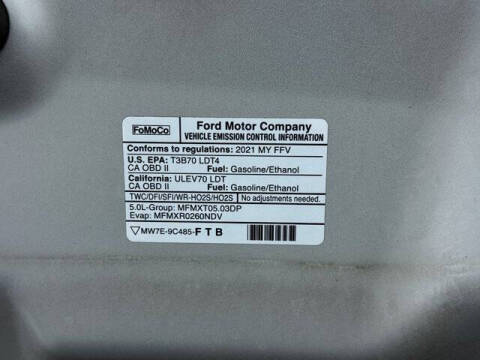 FoMoCo
Ford Motor Company
VEHICLE EMISSION CONTROL INFORMATION
Conforms to regulations: 2021 MY FFV
U.S. EPA: T3B70 LDT4
CA OBD II Fuel: Gasoline/Ethanol
California: ULEV70 LDT
CA OBD II Fuel: Gasoline/Ethanol
TWC/DFI/SFI/WR-HO2S/HO2S No adjustments needed.
5.0L-Group: MFMXT05.03DP
Evap: MFMXR0260NDV
MW7E-9C485-FTB